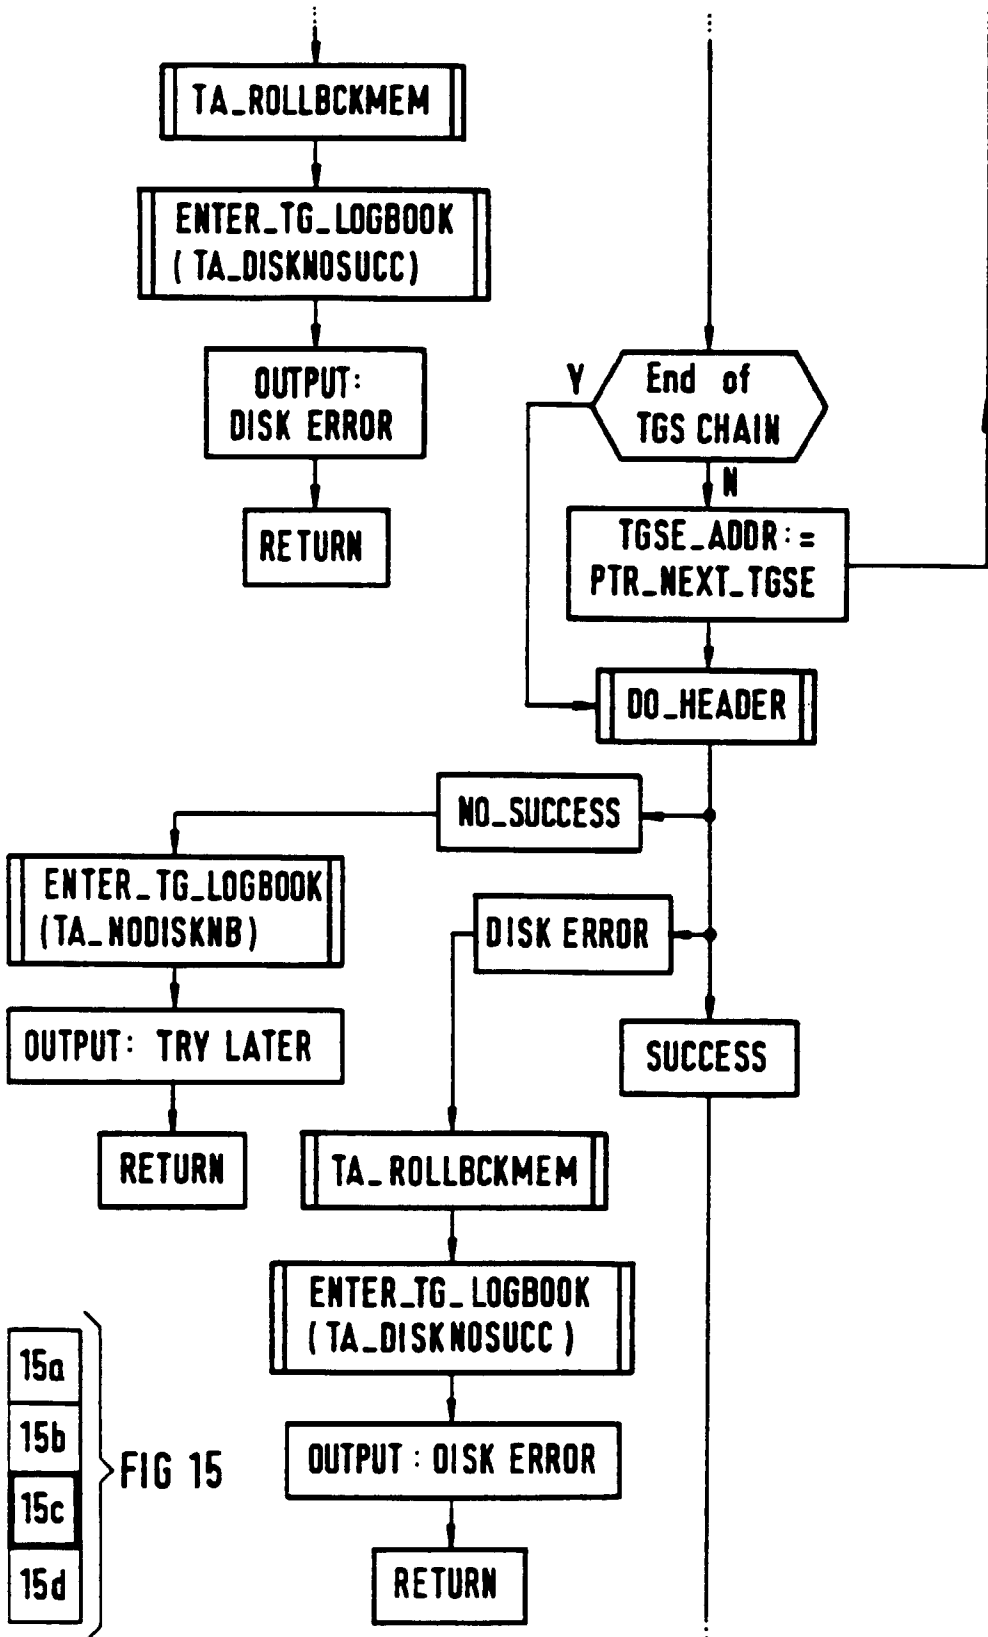 TA_ROLLBCKMEM
ENTER_TG_LOGBOOK
( TA_DISKNOSUCC)
OUTPUT:
DISK ERROR
RETURN
Y
End of
TGS CHAIN
N
TGSE_ADDR :=
PTR_NEXT_TGSE
DO_HEADER
NO_SUCCESS
ENTER_TG_LOGBOOK
(TA_NODISKNB)
DISK ERROR
OUTPUT: TRY LATER
SUCCESS
RETURN
TA_ROLLBCKMEM
ENTER_TG_LOGBOOK
( TA_DISKNOSUCC )
OUTPUT : DISK ERROR
RETURN
15a
15b
15c
15d
FIG 15